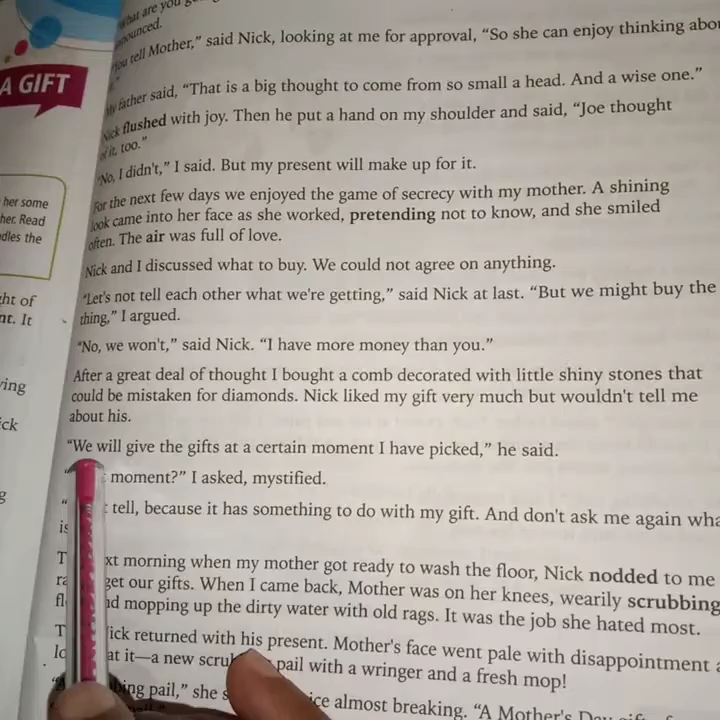 what are you
nounced.
you tell Mother," said Nick, looking at me for approval, "So she can enjoy thinking
A GIFT
My father said, "That is a big thought to come from so small a head. And a wise one."
Nick flushed with joy. Then he put a hand on my shoulder and said, "Joe thought
of it, too."
"No, I didn't," I said. But my present will make up for it.
her some
her. Read
dles the
For the next few days we enjoyed the game of secrecy with my mother. A shining
look came into her face as she worked, pretending not to know, and she smiled
often. The air was full of love.
Nick and I discussed what to buy. We could not agree on anything.
ght of
nt. It
"Let's not tell each other what we're getting," said Nick at last. "But we might buy the
thing," I argued.
"No, we won't," said Nick. "I have more money than you."
ying
ck
g
After a great deal of thought I bought a comb decorated with little shiny stones that
could be mistaken for diamonds. Nick liked my gift very much but wouldn't tell me
about his.
"We will give the gifts at a certain moment I have picked," he said.
moment?" I asked, mystified.
tell, because it has something to do with my gift. And don't ask me again
is
xt morning when my mother got ready to wash the floor, Nick nodded to me
get our gifts. When I came back, Mother was on her knees, wearily scrubbing
mopping up the dirty water with old rags. It was the job she hated most.
returned with his present. Mother's face went pale with disappointment
at it—a new pail with a wringer and a fresh mop!
pail," she almost breaking. "A Mother's